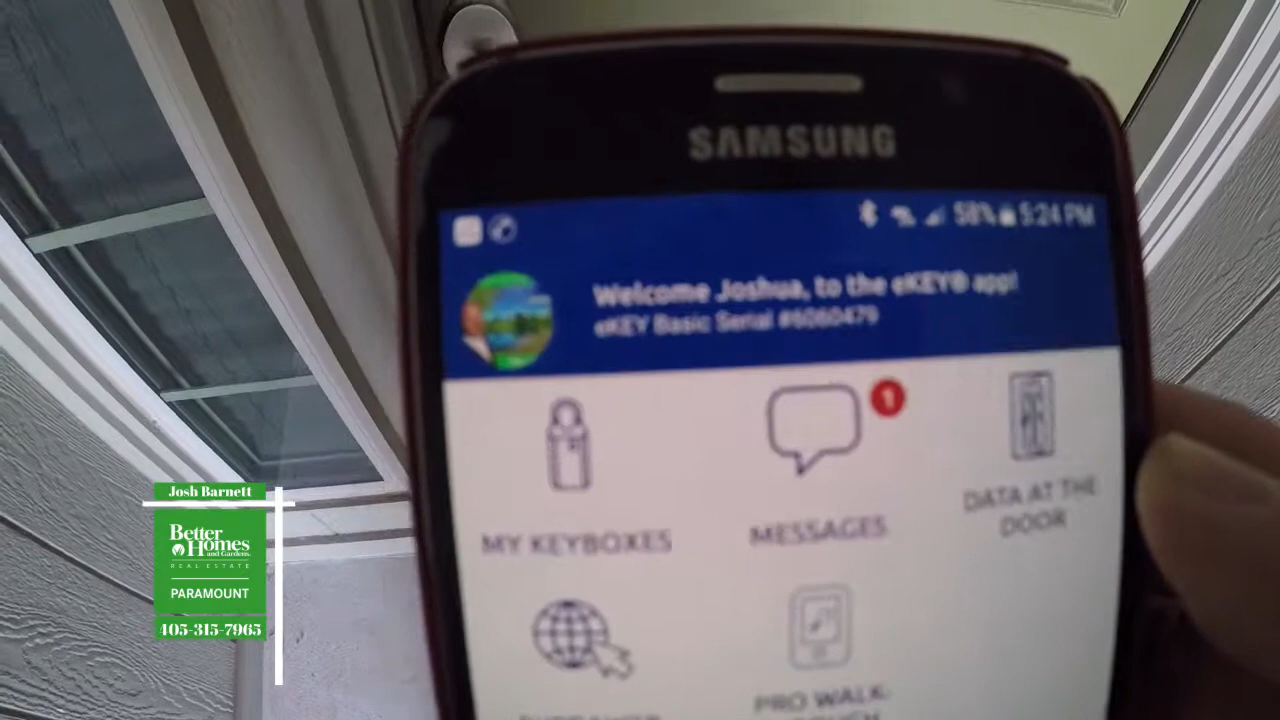 SAMSUNG
58% 5:24 PM
Welcome Joshua, to the eKEY® app!
eKEY Basic Serial #6060479
1
MY KEYBOXES
MESSAGES
DATA AT THE
DOOR
PRO WALK-
Josh Barnett
Better
Homes
and Gardens
REAL ESTATE
PARAMOUNT
405-315-7965